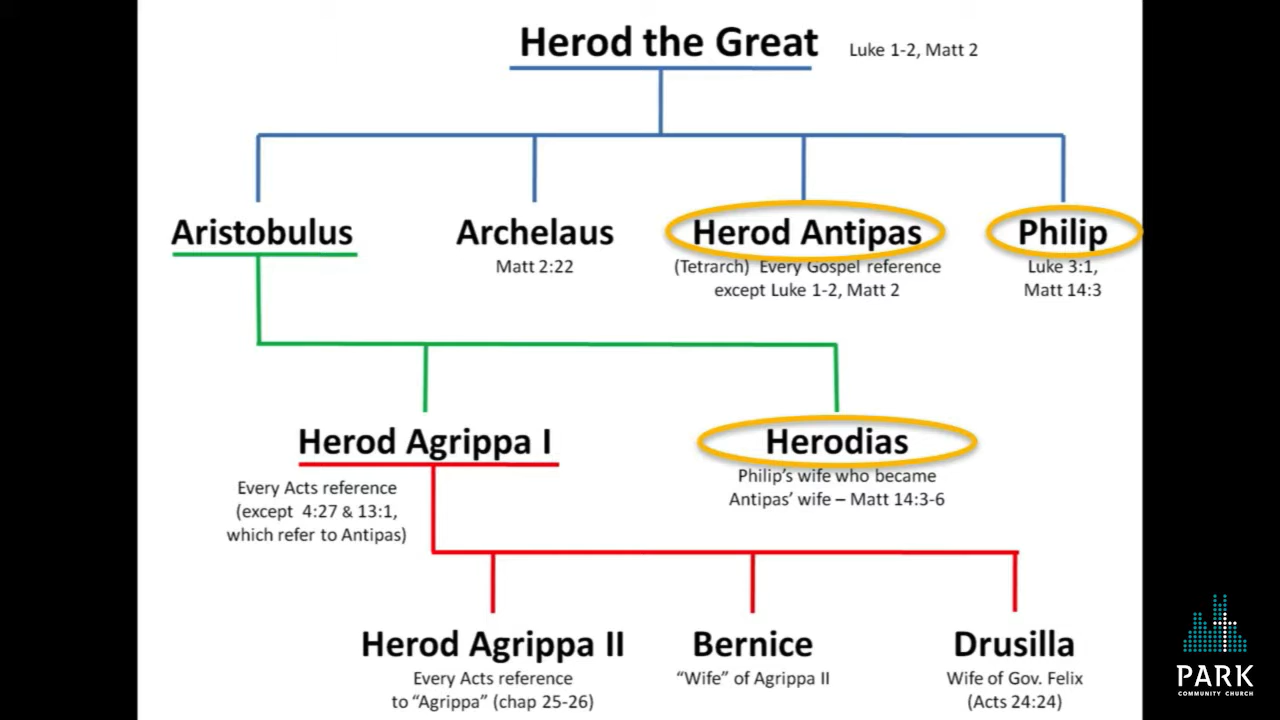 Herod the Great
Luke 1-2, Matt 2
Aristobulus
Archelaus
Matt 2:22
Herod Antipas
(Tetrarch) Every Gospel reference
except Luke 1-2, Matt 2
Philip
Luke 3:1,
Matt 14:3
Herod Agrippa I
Every Acts reference
(except 4:27 & 13:1,
which refer to Antipas)
Herodias
Philip's wife who became
Antipas' wife – Matt 14:3-6
Herod Agrippa II
Every Acts reference
to “Agrippa” (chap 25-26)
Bernice
“Wife” of Agrippa II
Drusilla
Wife of Gov. Felix
(Acts 24:24)
PARK
COMMUNITY CHURCH